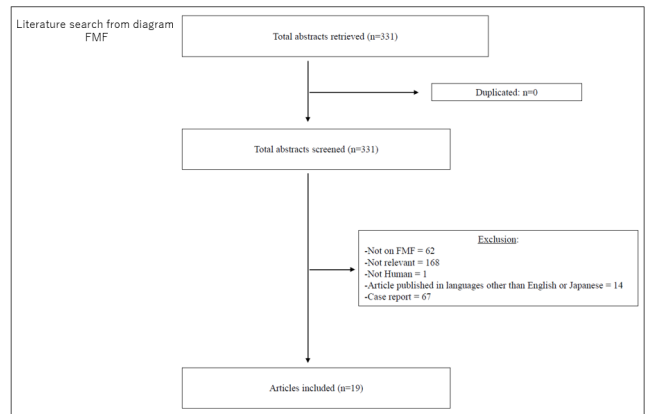 Literature search from diagram
FMF
Total abstracts retrieved (n=331)
Duplicated: n=0
Total abstracts screened (n=331)
Exclusion:
-Not on FMF = 62
-Not relevant = 168
-Not Human = 1
-Article published in languages other than English or Japanese = 14
-Case report = 67
Articles included (n=19)